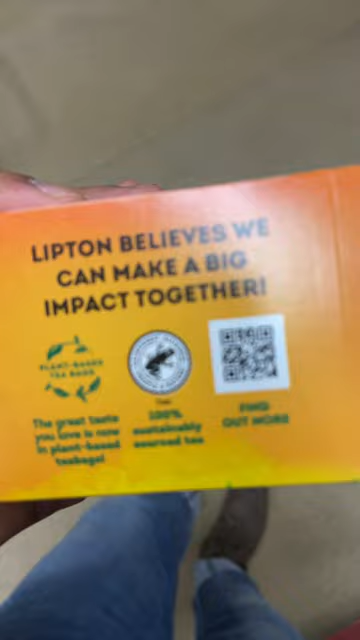 LIPTON BELIEVES WE
CAN MAKE A BIG
IMPACT TOGETHER!
PLANT-BASED
TEA BAGS
The great taste
you love is now
in plant-based
teabags!
100%
sustainably
sourced tea
FIND
OUT MORE